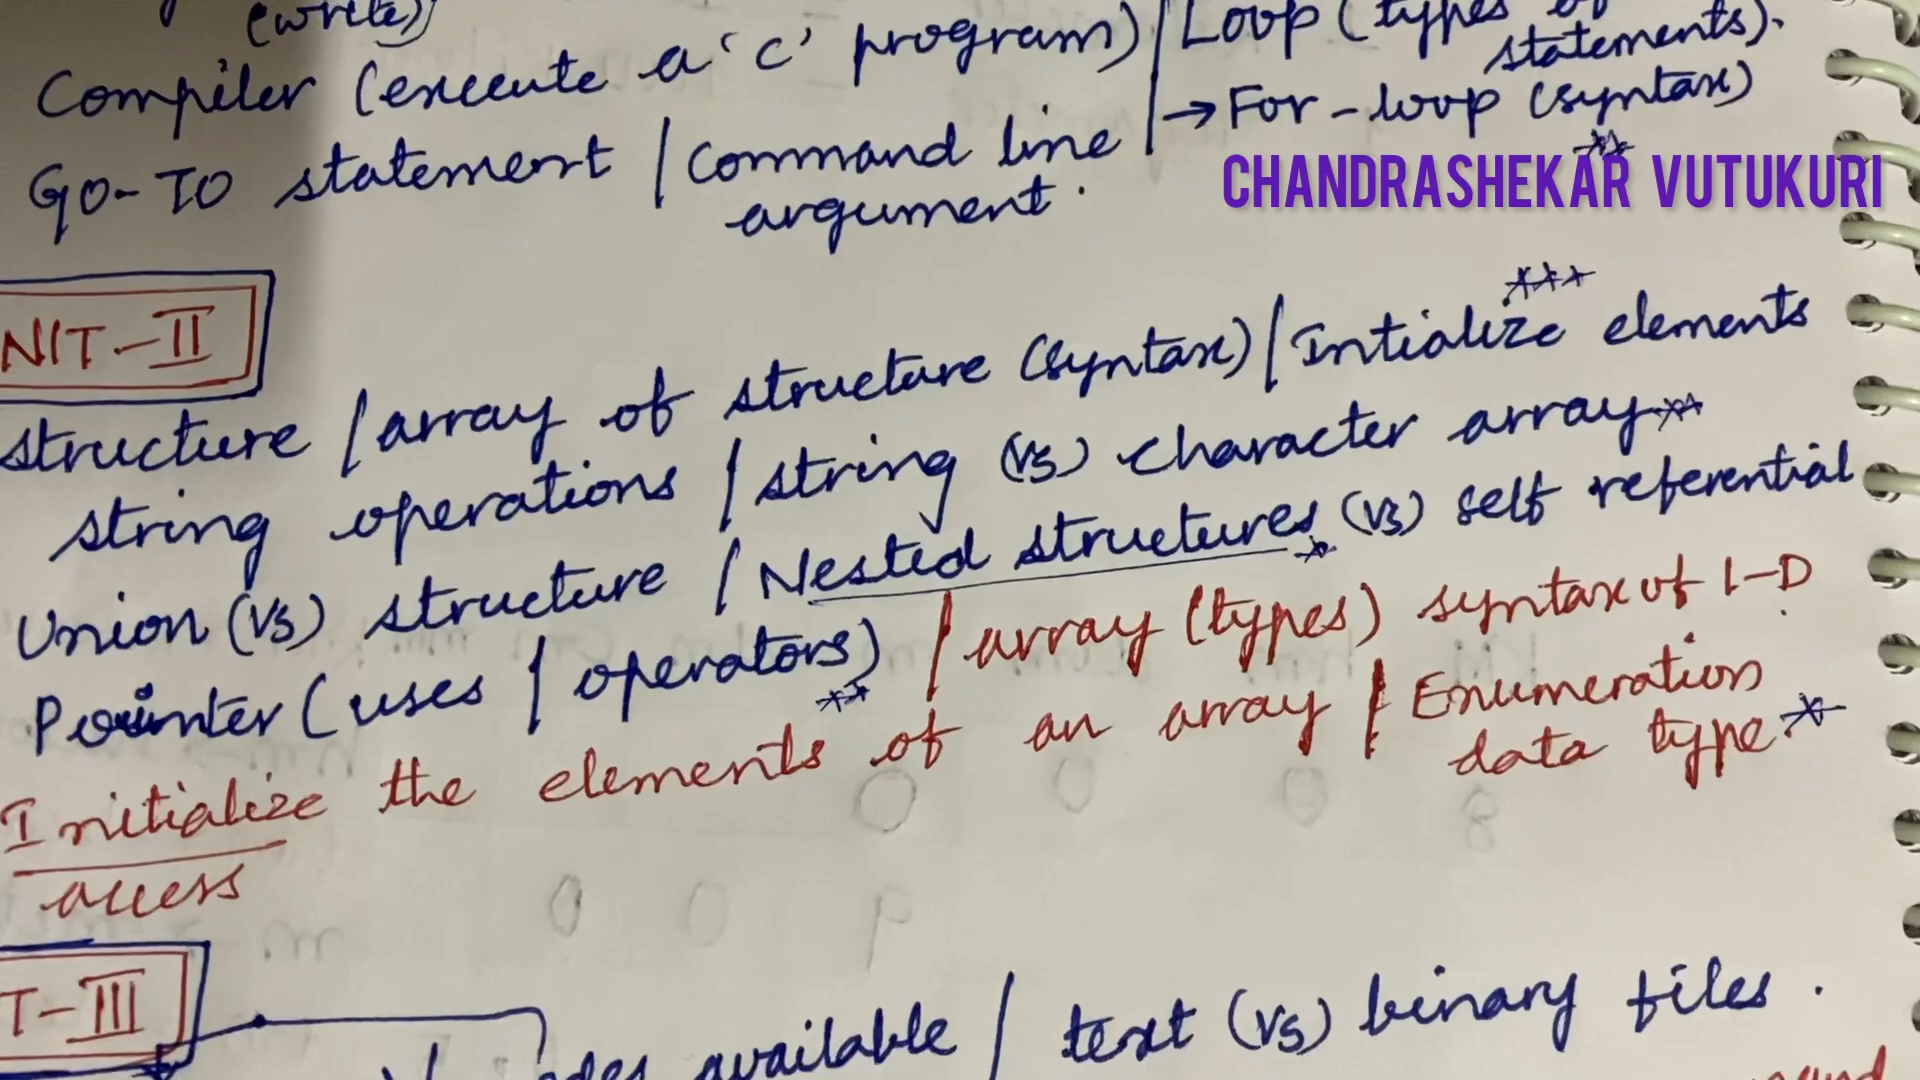 (write)
Compiler (execute a 'C' program) | Loop (types of
statements).
→ For-loop (syntax)
**
Go-To statement | Command line
argument.
CHANDRASHEKAR VUTUKURI
NIT-II
***
structure | array of structure (syntax) | Intialize elements
string operations | string (vs) character array **
Union (vs) structure | Nested structures * (vs) self referential
Pointer (uses | operators) ** | array (types) syntax of 1-D
Initialize the elements of an array | Enumeration
data type *
access
T-III
available | text (vs) binary files.